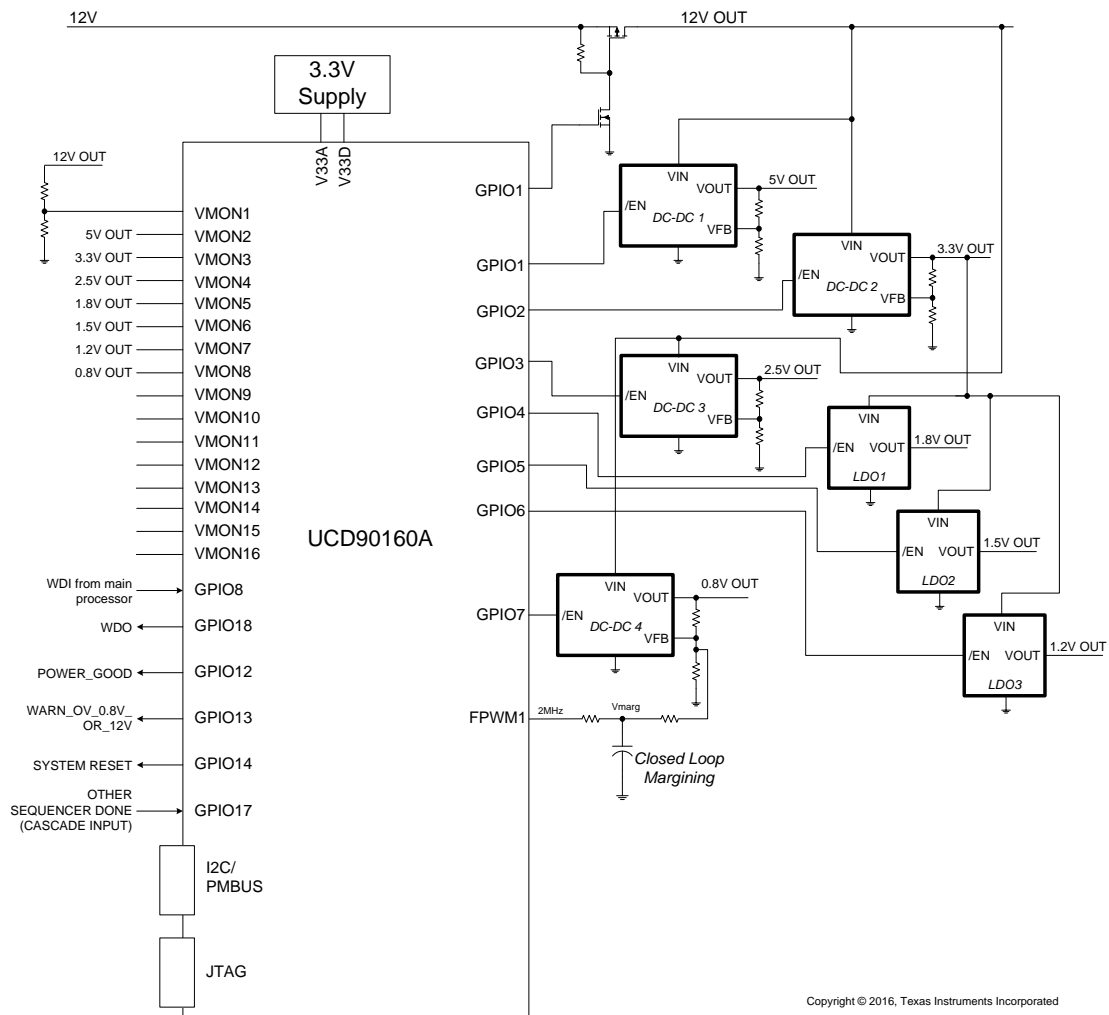 12V
12V OUT
3.3V
Supply
V33A
V33D
12V OUT
5V OUT
3.3V OUT
2.5V OUT
1.8V OUT
1.5V OUT
1.2V OUT
0.8V OUT
VMON1
VMON2
VMON3
VMON4
VMON5
VMON6
VMON7
VMON8
VMON9
VMON10
VMON11
VMON12
VMON13
VMON14
VMON15
VMON16
WDI from main
processor
GPIO8
WDO
GPIO18
POWER_GOOD
GPIO12
WARN_OV_0.8V_
OR_12V
GPIO13
SYSTEM RESET
GPIO14
OTHER
SEQUENCER DONE
(CASCADE INPUT)
GPIO17
I2C/
PMBUS
JTAG
UCD90160A
GPIO1
GPIO1
GPIO2
GPIO3
GPIO4
GPIO5
GPIO6
GPIO7
FPWM1
VIN
VOUT
/EN
DC-DC 1
VFB
5V OUT
VIN
VOUT
/EN
DC-DC 2
VFB
3.3V OUT
VIN
VOUT
/EN
DC-DC 3
VFB
2.5V OUT
VIN
/EN
VOUT
LDO1
1.8V OUT
VIN
/EN
VOUT
LDO2
1.5V OUT
VIN
/EN
VOUT
LDO3
1.2V OUT
VIN
VOUT
/EN
DC-DC 4
VFB
0.8V OUT
2MHz
Vmarg
Closed Loop
Margining
Copyright © 2016, Texas Instruments Incorporated